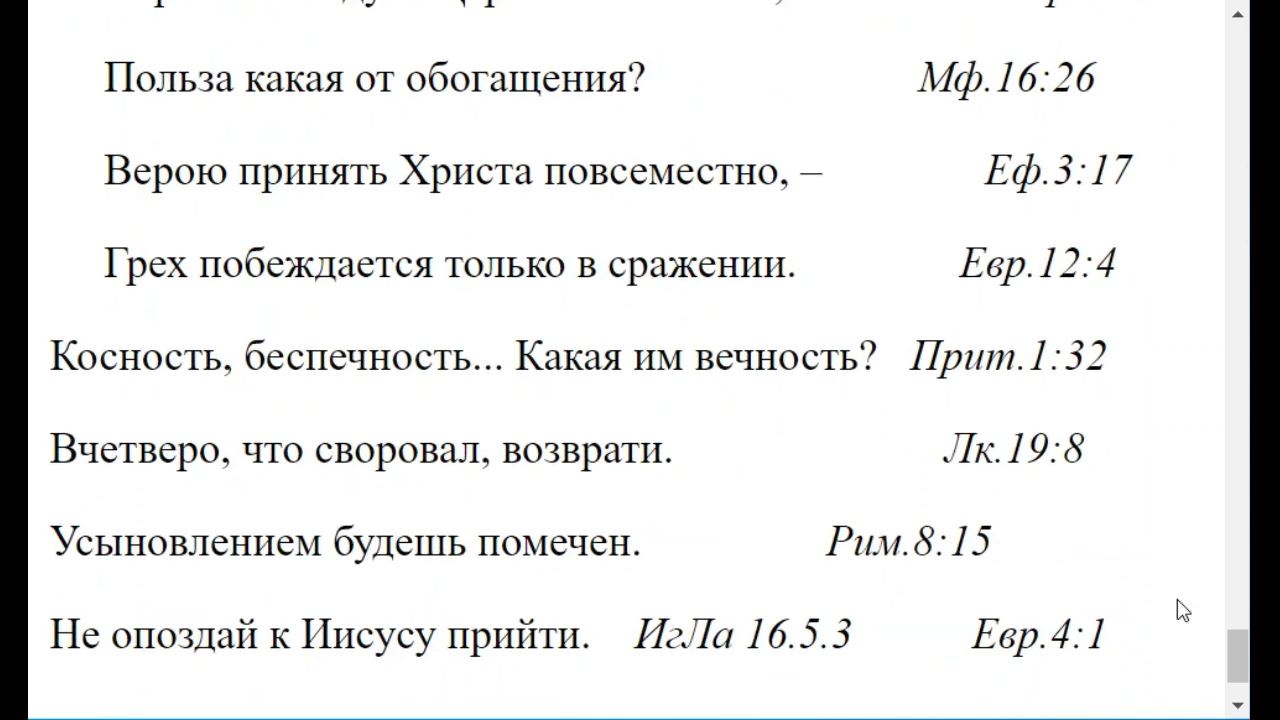 Польза какая от обогащения? Мф.16:26
Верою принять Христа повсеместно, – Еф.3:17
Грех побеждается только в сражении. Евр.12:4
Косность, беспечность... Какая им вечность? Прит.1:32
Вчетверо, что своровал, возврати. Лк.19:8
Усыновлением будешь помечен. Рим.8:15
Не опоздай к Иисусу прийти. ИгЛа 16.5.3 Евр.4:1